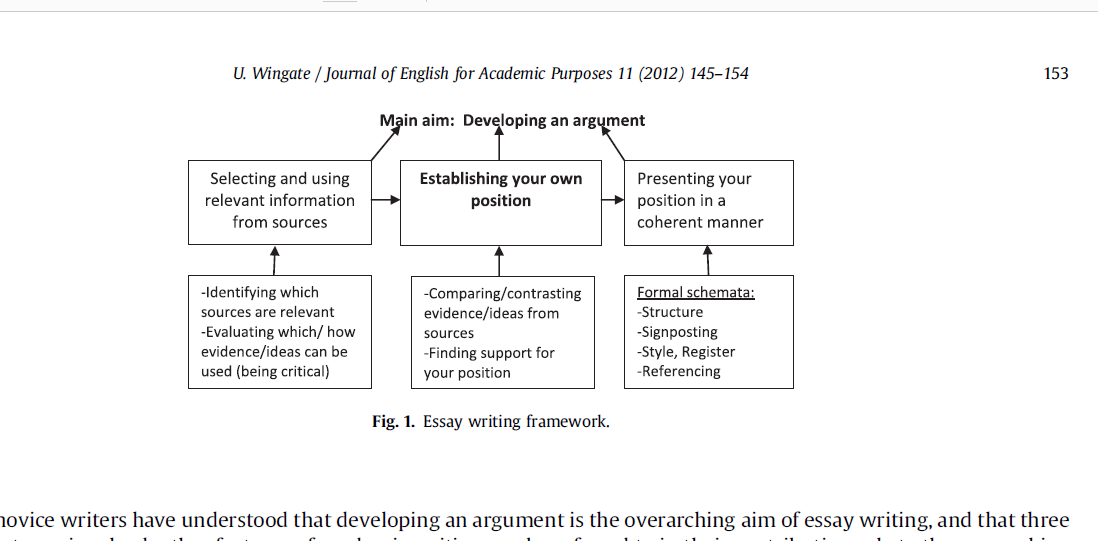 U. Wingate / Journal of English for Academic Purposes 11 (2012) 145–154
153
Main aim: Developing an argument
Selecting and using
relevant information
from sources
Establishing your own
position
Presenting your
position in a
coherent manner
-Identifying which
sources are relevant
-Evaluating which/ how
evidence/ideas can be
used (being critical)
-Comparing/contrasting
evidence/ideas from
sources
-Finding support for
your position
Formal schemata:
-Structure
-Signposting
-Style, Register
-Referencing
Fig. 1. Essay writing framework.
novice writers have understood that developing an argument is the overarching aim of essay writing, and that three